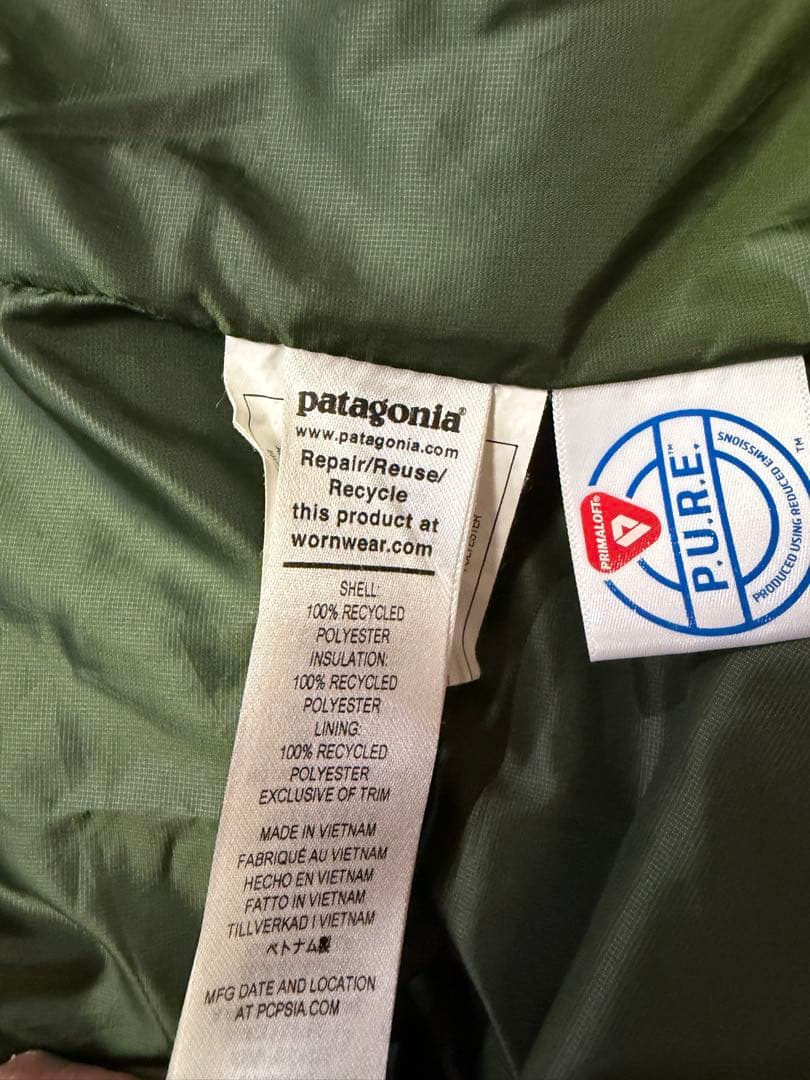 patagonia®
www.patagonia.com
Repair/Reuse/
Recycle
this product at
wornwear.com
SHELL:
100% RECYCLED
POLYESTER
INSULATION:
100% RECYCLED
POLYESTER
LINING:
100% RECYCLED
POLYESTER
EXCLUSIVE OF TRIM
MADE IN VIETNAM
FABRIQUÉ AU VIETNAM
HECHO EN VIETNAM
FATTO IN VIETNAM
TILLVERKAD I VIETNAM
ベトナム製
MFG DATE AND LOCATION
AT PCPSIA.COM
PRIMALOFT®
P.U.R.E.™
PRODUCED USING REDUCED EMISSIONS
™